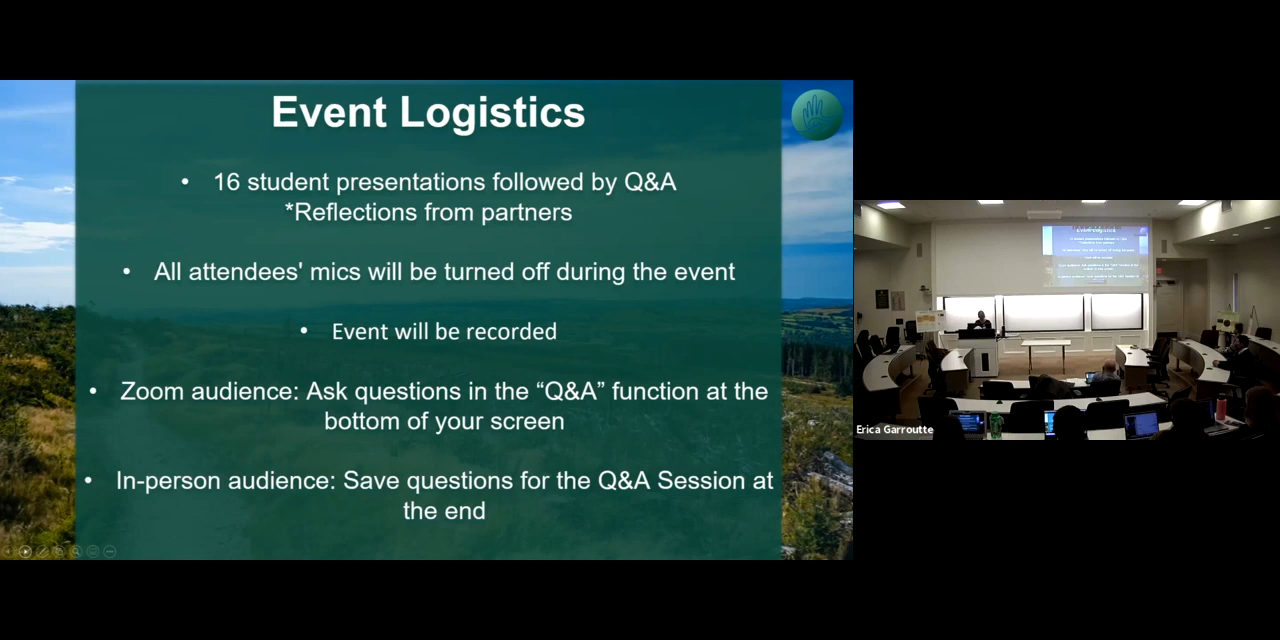 Event Logistics
• 16 student presentations followed by Q&A
*Reflections from partners
• All attendees' mics will be turned off during the event
• Event will be recorded
• Zoom audience: Ask questions in the “Q&A” function at the
bottom of your screen
• In-person audience: Save questions for the Q&A Session at
the end
Erica Garroutte